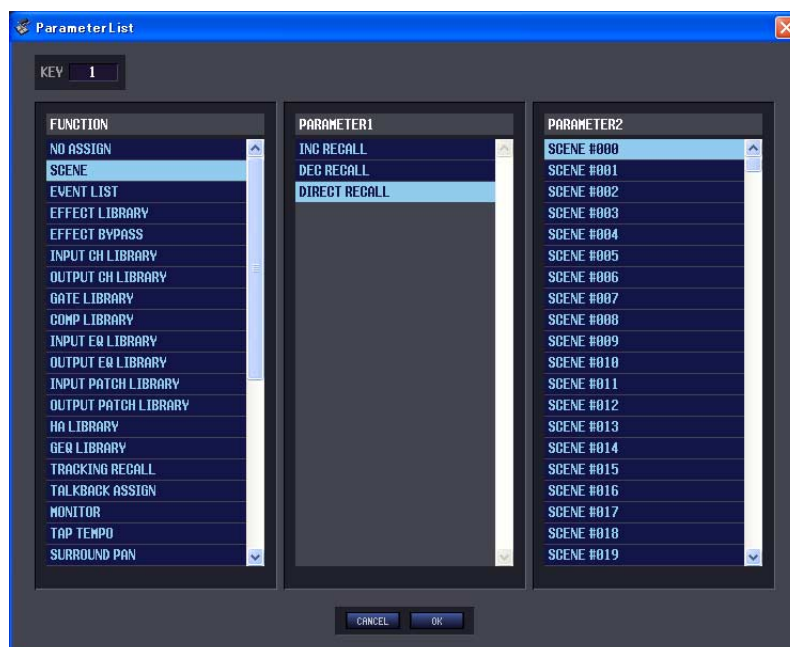 ParameterList
KEY 1
FUNCTION
NO ASSIGN
SCENE
EVENT LIST
EFFECT LIBRARY
EFFECT BYPASS
INPUT CH LIBRARY
OUTPUT CH LIBRARY
GATE LIBRARY
COMP LIBRARY
INPUT EQ LIBRARY
OUTPUT EQ LIBRARY
INPUT PATCH LIBRARY
OUTPUT PATCH LIBRARY
HA LIBRARY
GEQ LIBRARY
TRACKING RECALL
TALKBACK ASSIGN
MONITOR
TAP TEMPO
SURROUND PAN
PARAMETER1
INC RECALL
DEC RECALL
DIRECT RECALL
PARAMETER2
SCENE #000
SCENE #001
SCENE #002
SCENE #003
SCENE #004
SCENE #005
SCENE #006
SCENE #007
SCENE #008
SCENE #009
SCENE #010
SCENE #011
SCENE #012
SCENE #013
SCENE #014
SCENE #015
SCENE #016
SCENE #017
SCENE #018
SCENE #019
CANCEL OK